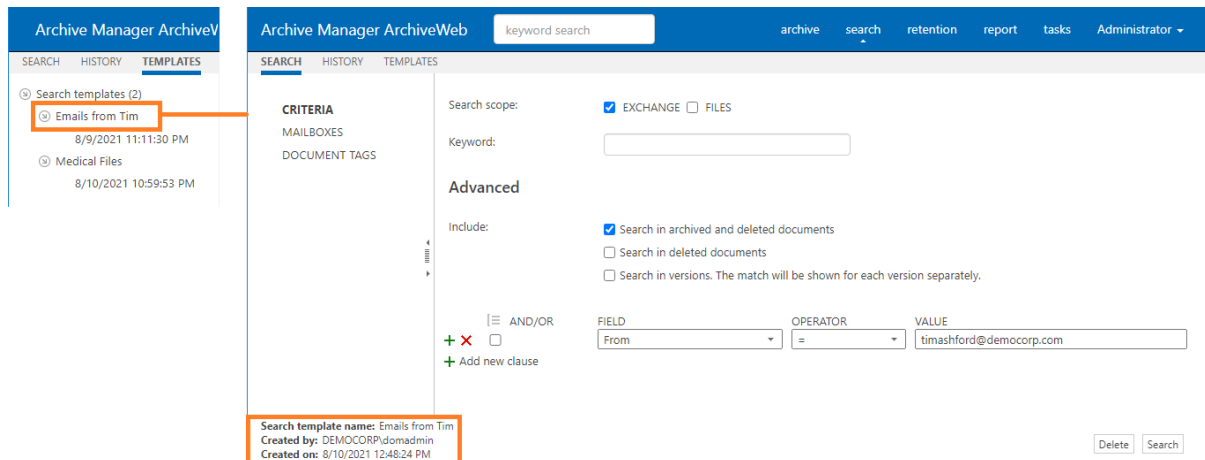 Archive Manager ArchiveW
SEARCH HISTORY TEMPLATES
Search templates (2)
Emails from Tim
8/9/2021 11:11:30 PM
Medical Files
8/10/2021 10:59:53 PM
Archive Manager ArchiveWeb keyword search archive search retention report tasks Administrator
SEARCH HISTORY TEMPLATES
CRITERIA
MAILBOXES
DOCUMENT TAGS
Search scope: EXCHANGE FILES
Keyword:
Advanced
Include: Search in archived and deleted documents
Search in deleted documents
Search in versions. The match will be shown for each version separately.
AND/OR FIELD OPERATOR VALUE
From = timashford@democorp.com
Add new clause
Search template name: Emails from Tim
Created by: DEMOCORP\domadmin
Created on: 8/10/2021 12:48:24 PM
Delete Search